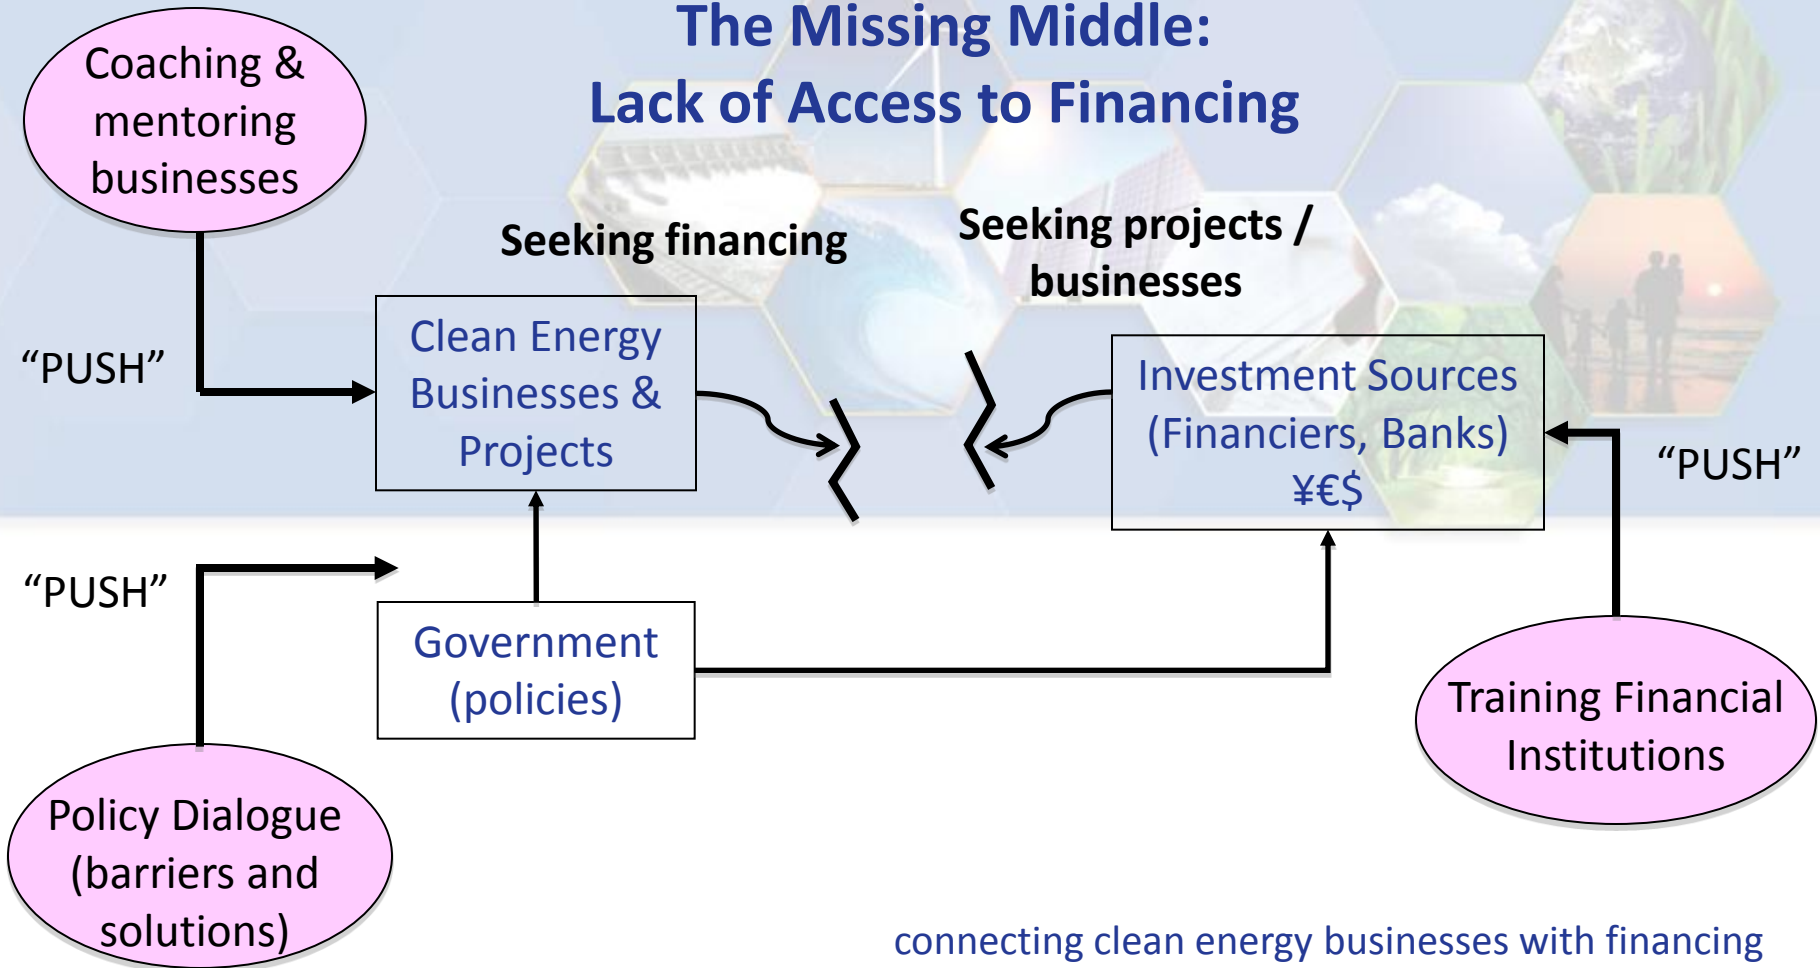 The Missing Middle:
Lack of Access to Financing
Coaching &
mentoring
businesses
Seeking financing
Seeking projects /
businesses
“PUSH”
Clean Energy
Businesses &
Projects
Investment Sources
(Financiers, Banks)
¥€$
“PUSH”
“PUSH”
Government
(policies)
Training Financial
Institutions
Policy Dialogue
(barriers and
solutions)
connecting clean energy businesses with financing